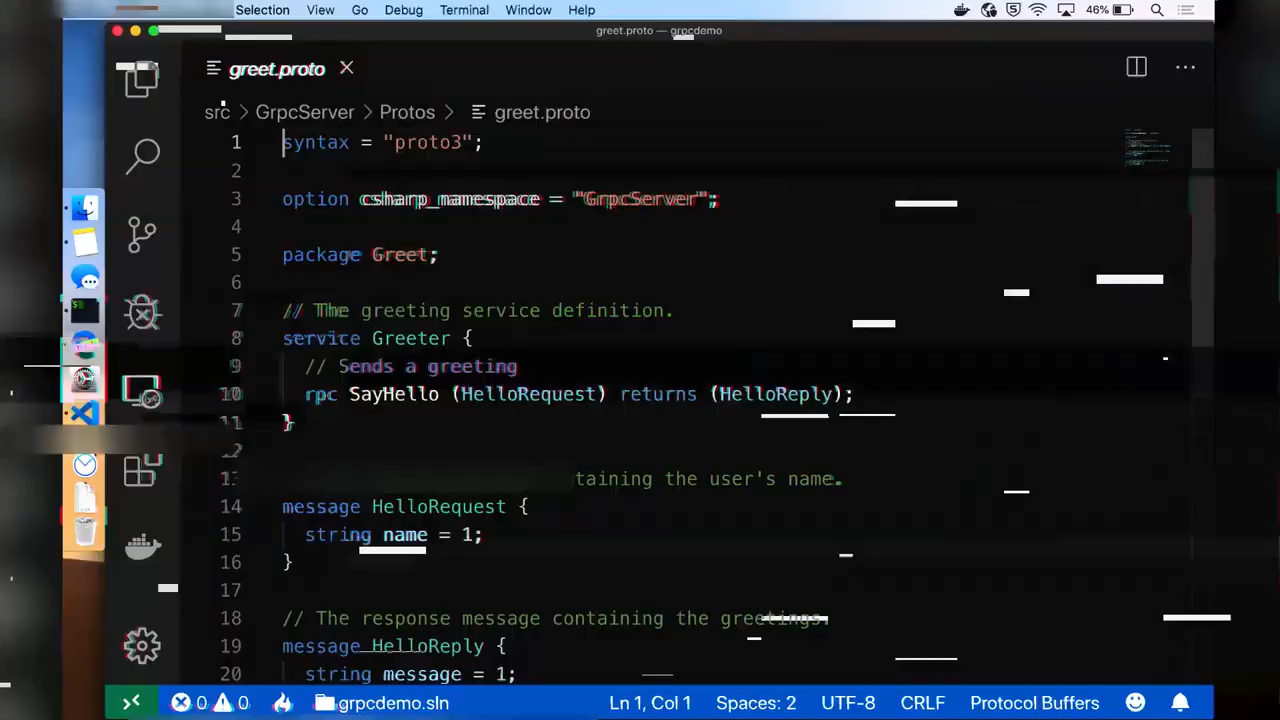 Selection View Go Debug Terminal Window Help 46%
greet.proto — grpcdemo
greet.proto
src > GrpcServer > Protos > greet.proto
1 syntax = "proto3";
2
3 option csharp_namespace = "GrpcServer";
4
5 package Greet;
6
7 // The greeting service definition.
8 service Greeter {
9 // Sends a greeting
10 rpc SayHello (HelloRequest) returns (HelloReply);
11 }
12
13 taining the user's name.
14 message HelloRequest {
15 string name = 1;
16 }
17
18 // The response message containing the greetings.
19 message HelloReply {
20 string message = 1;
0 0 grpcdemo.sln Ln 1, Col 1 Spaces: 2 UTF-8 CRLF Protocol Buffers